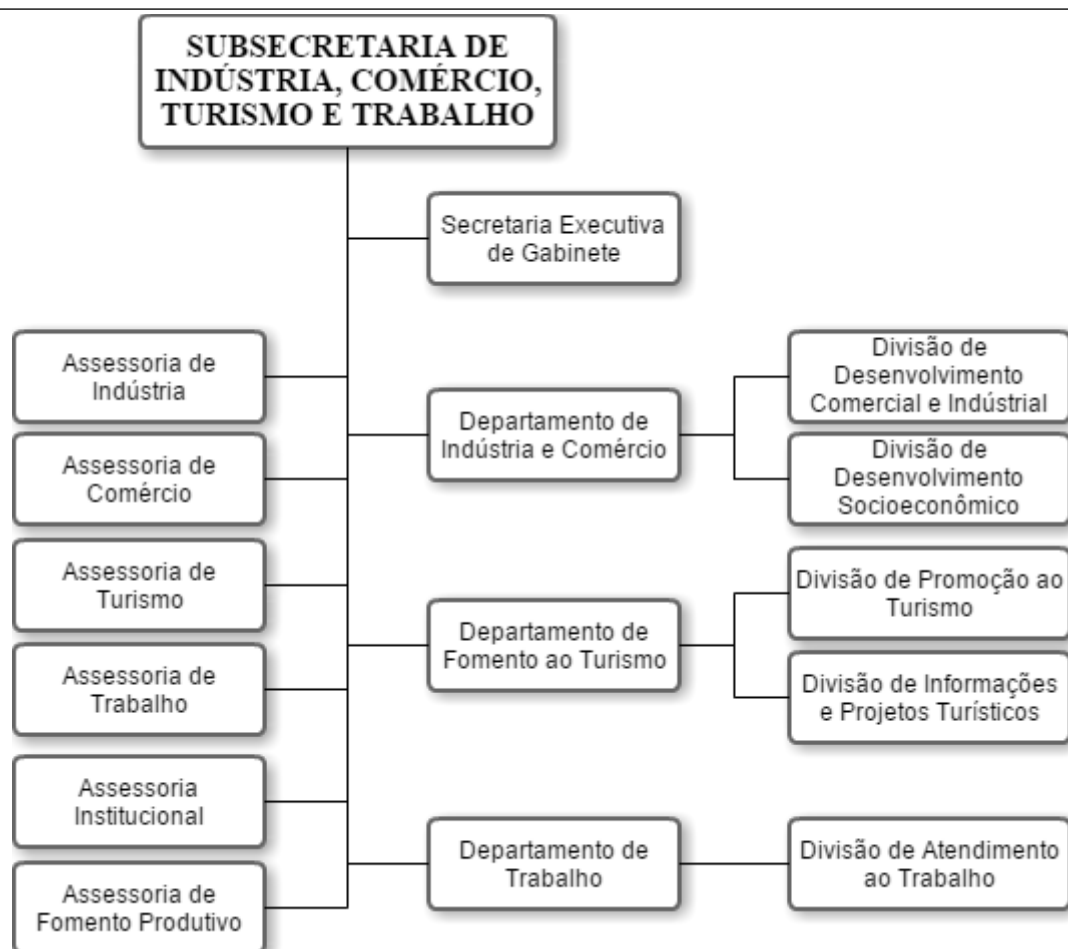 SUBSECRETARIA DE
INDÚSTRIA, COMÉRCIO,
TURISMO E TRABALHO
Secretaria Executiva
de Gabinete
Assessoria de
Indústria
Assessoria de
Comércio
Assessoria de
Turismo
Assessoria de
Trabalho
Assessoria
Institucional
Assessoria de
Fomento Produtivo
Departamento de
Indústria e Comércio
Departamento de
Fomento ao Turismo
Departamento de
Trabalho
Divisão de
Desenvolvimento
Comercial e Indústrial
Divisão de
Desenvolvimento
Socioeconômico
Divisão de Promoção ao
Turismo
Divisão de Informações
e Projetos Turísticos
Divisão de Atendimento
ao Trabalho